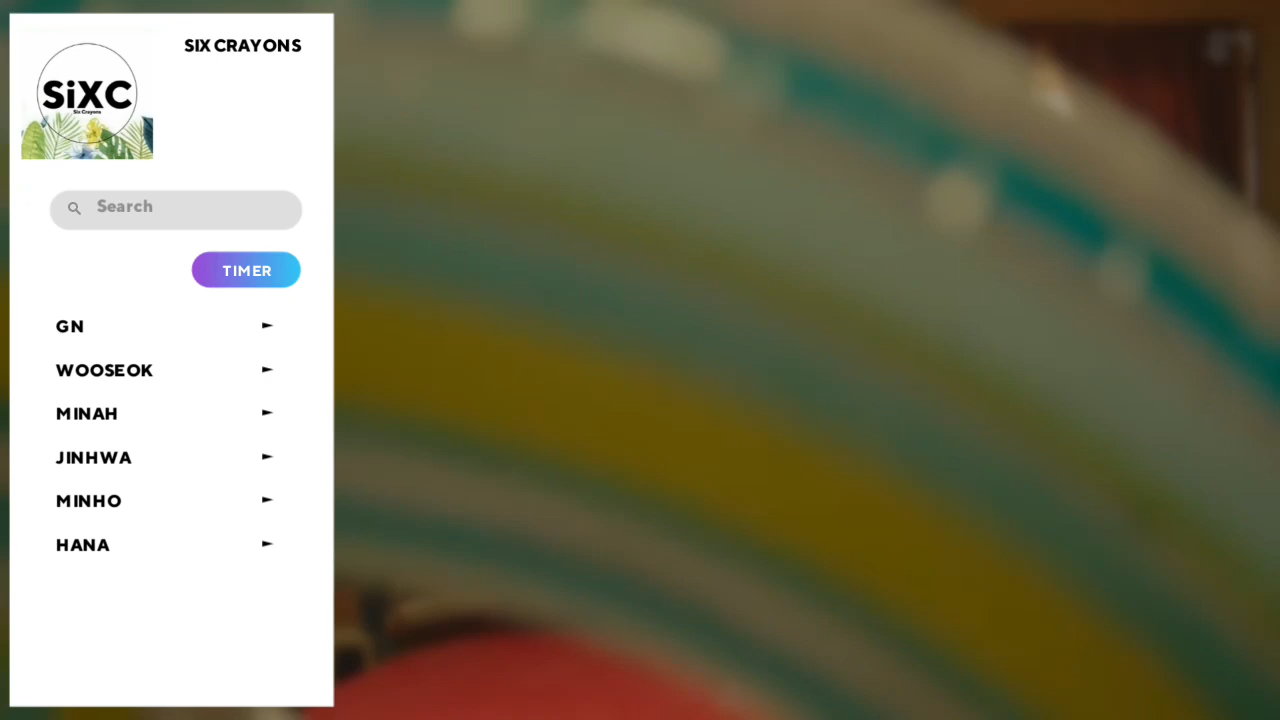 SIX CRAYONS
SiXC
Six Crayons
Search
TIMER
GN
WOOSEOK
MINAH
JINHWA
MINHO
HANA